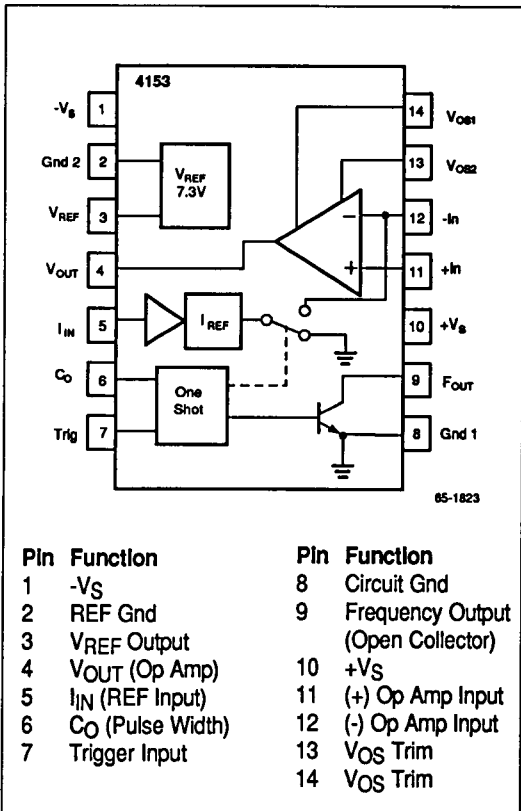 4153
-VS 1
14 VOS1
Gnd 2 2
VREF
7.3V
13 VOS2
VREF 3
−
12 -In
VOUT 4
+
11 +In
IIN 5
IREF
10 +VS
CO 6
One
Shot
9 FOUT
Trig 7
8 Gnd 1
65-1823
Pin Function
1 -VS
2 REF Gnd
3 VREF Output
4 VOUT (Op Amp)
5 IIN (REF Input)
6 CO (Pulse Width)
7 Trigger Input
Pin Function
8 Circuit Gnd
9 Frequency Output
(Open Collector)
10 +VS
11 (+) Op Amp Input
12 (-) Op Amp Input
13 VOS Trim
14 VOS Trim